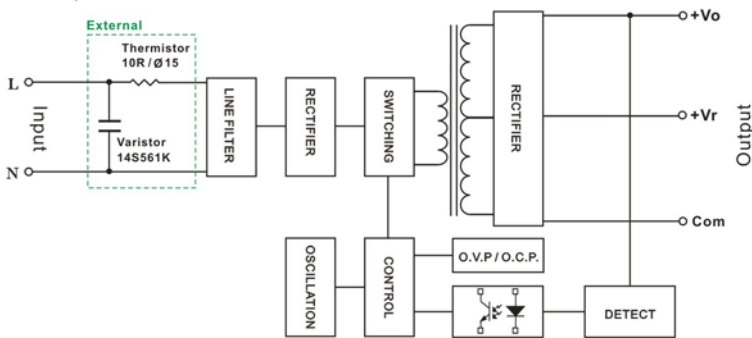 External
Thermistor
10R / Ø15
L
Input
Varistor
14S561K
N
LINE FILTER
RECTIFIER
SWITCHING
RECTIFIER
+Vo
+Vr
Output
Com
OSCILLATION
CONTROL
O.V.P / O.C.P.
DETECT